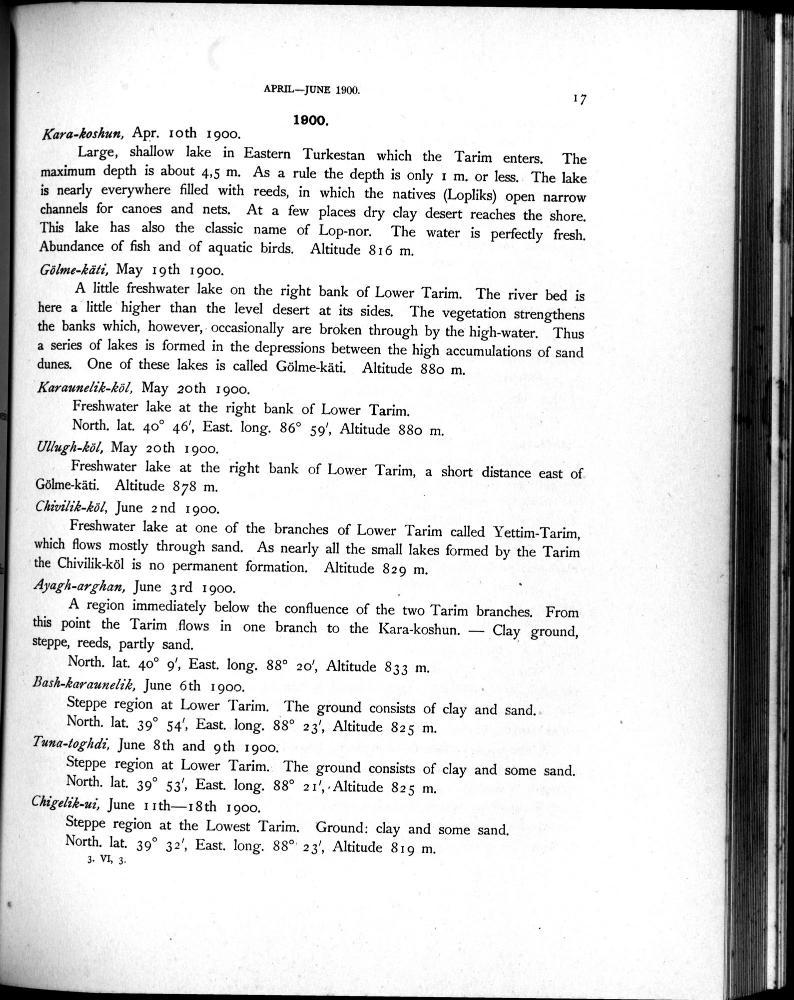 APRIL—JUNE 1900.
17
1900.
Kara-koshun, Apr. 10th 1900.
Large, shallow lake in Eastern Turkestan which the Tarim enters. The
maximum depth is about 4,5 m. As a rule the depth is only 1 m. or less. The lake
is nearly everywhere filled with reeds, in which the natives (Lopliks) open narrow
channels for canoes and nets. At a few places dry clay desert reaches the shore.
This lake has also the classic name of Lop-nor. The water is perfectly fresh.
Abundance of fish and of aquatic birds. Altitude 816 m.
Gölme-käti, May 19th 1900.
A little freshwater lake on the right bank of Lower Tarim. The river bed is
here a little higher than the level desert at its sides. The vegetation strengthens
the banks which, however, occasionally are broken through by the high-water. Thus
a series of lakes is formed in the depressions between the high accumulations of sand
dunes. One of these lakes is called Gölme-käti. Altitude 880 m.
Karaunelik-köl, May 20th 1900.
Freshwater lake at the right bank of Lower Tarim.
North. lat. 40° 46′, East. long. 86° 59′, Altitude 880 m.
Ullugh-köl, May 20th 1900.
Freshwater lake at the right bank of Lower Tarim, a short distance east of
Gölme-käti. Altitude 878 m.
Chivilik-köl, June 2nd 1900.
Freshwater lake at one of the branches of Lower Tarim called Yettim-Tarim,
which flows mostly through sand. As nearly all the small lakes formed by the Tarim
the Chivilik-köl is no permanent formation. Altitude 829 m.
Ayagh-arghan, June 3rd 1900.
A region immediately below the confluence of the two Tarim branches. From
this point the Tarim flows in one branch to the Kara-koshun. — Clay ground,
steppe, reeds, partly sand.
North. lat. 40° 9′, East. long. 88° 20′, Altitude 833 m.
Bash-karaunelik, June 6th 1900.
Steppe region at Lower Tarim. The ground consists of clay and sand.
North. lat. 39° 54′, East. long. 88° 23′, Altitude 825 m.
Tuna-toghdi, June 8th and 9th 1900.
Steppe region at Lower Tarim. The ground consists of clay and some sand.
North. lat. 39° 53′, East. long. 88° 21′, Altitude 825 m.
Chigelik-ui, June 11th—18th 1900.
Steppe region at the Lowest Tarim. Ground: clay and some sand.
North. lat. 39° 32′, East. long. 88° 23′, Altitude 819 m.
3. VI, 3.